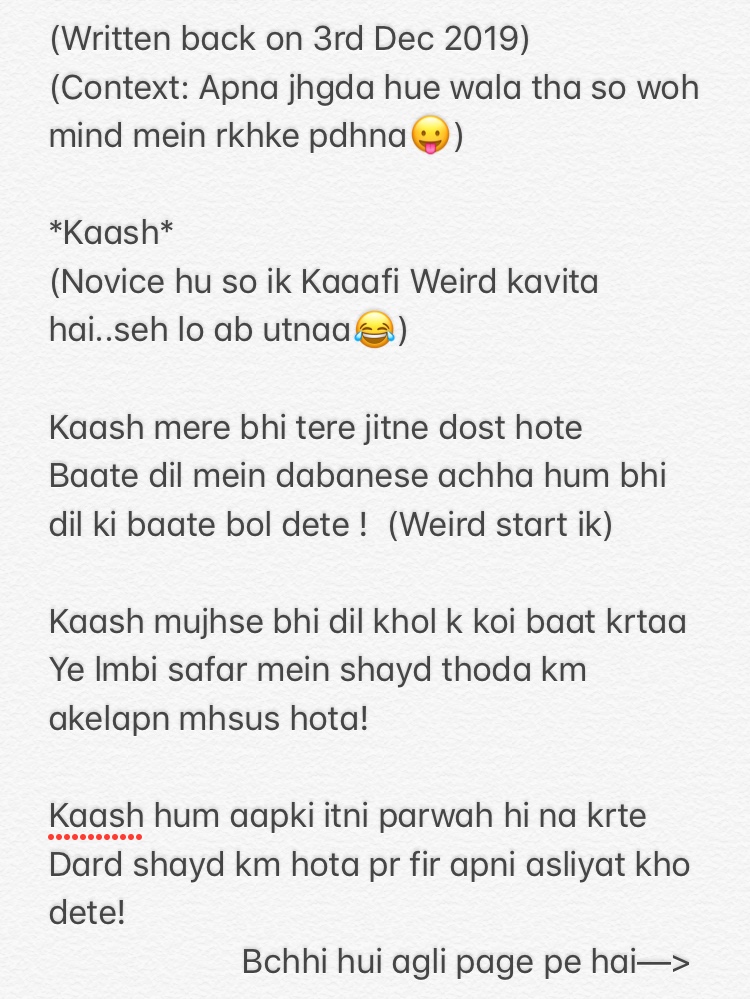 (Written back on 3rd Dec 2019)
(Context: Apna jhgda hue wala tha so woh
mind mein rkhke pdhna😛)
*Kaash*
(Novice hu so ik Kaaafi Weird kavita
hai..seh lo ab utnaa😂)
Kaash mere bhi tere jitne dost hote
Baate dil mein dabanese achha hum bhi
dil ki baate bol dete ! (Weird start ik)
Kaash mujhse bhi dil khol k koi baat krtaa
Ye lmbi safar mein shayd thoda km
akelapn mhsus hota!
Kaash hum aapki itni parwah hi na krte
Dard shayd km hota pr fir apni asliyat kho
dete!
Bchhi hui agli page pe hai—>